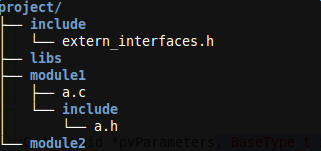 project/
├── include
│   └── extern_interfaces.h
├── libs
├── module1
│   ├── a.c
│   └── include
│       └── a.h
└── module2